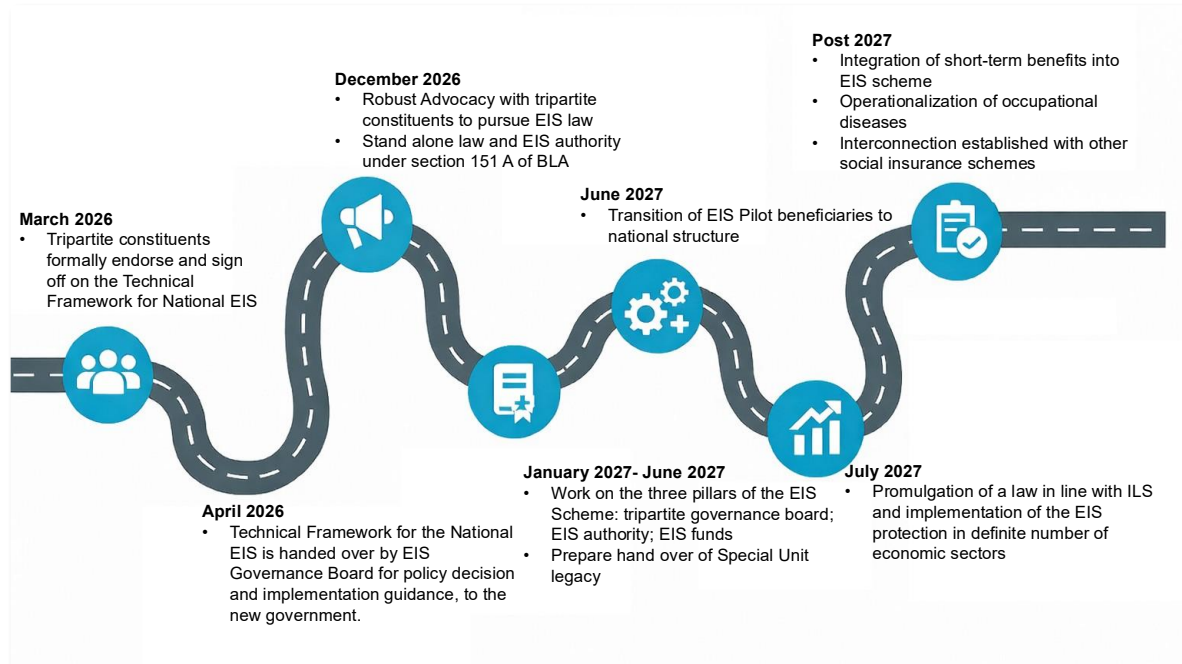 March 2026
• Tripartite constituents
formally endorse and sign
off on the Technical
Framework for National EIS
April 2026
• Technical Framework for the National
EIS is handed over by EIS
Governance Board for policy decision
and implementation guidance, to the
new government.
December 2026
• Robust Advocacy with tripartite
constituents to pursue EIS law
• Stand alone law and EIS authority
under section 151 A of BLA
January 2027- June 2027
• Work on the three pillars of the EIS
Scheme: tripartite governance board;
EIS authority; EIS funds
• Prepare hand over of Special Unit
legacy
June 2027
• Transition of EIS Pilot beneficiaries to
national structure
July 2027
• Promulgation of a law in line with ILS
and implementation of the EIS
protection in definite number of
economic sectors
Post 2027
• Integration of short-term benefits into
EIS scheme
• Operationalization of occupational
diseases
• Interconnection established with other
social insurance schemes